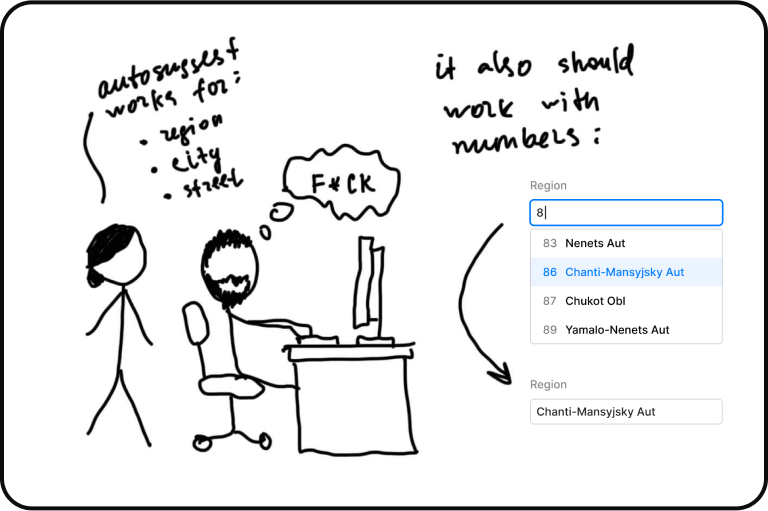 autosuggest
works for:
• region
• city
• street
F*CK
it also should
work with
numbers:
Region
8
83 Nenets Aut
86 Chanti-Mansyjsky Aut
87 Chukot Obl
89 Yamalo-Nenets Aut
Region
Chanti-Mansyjsky Aut